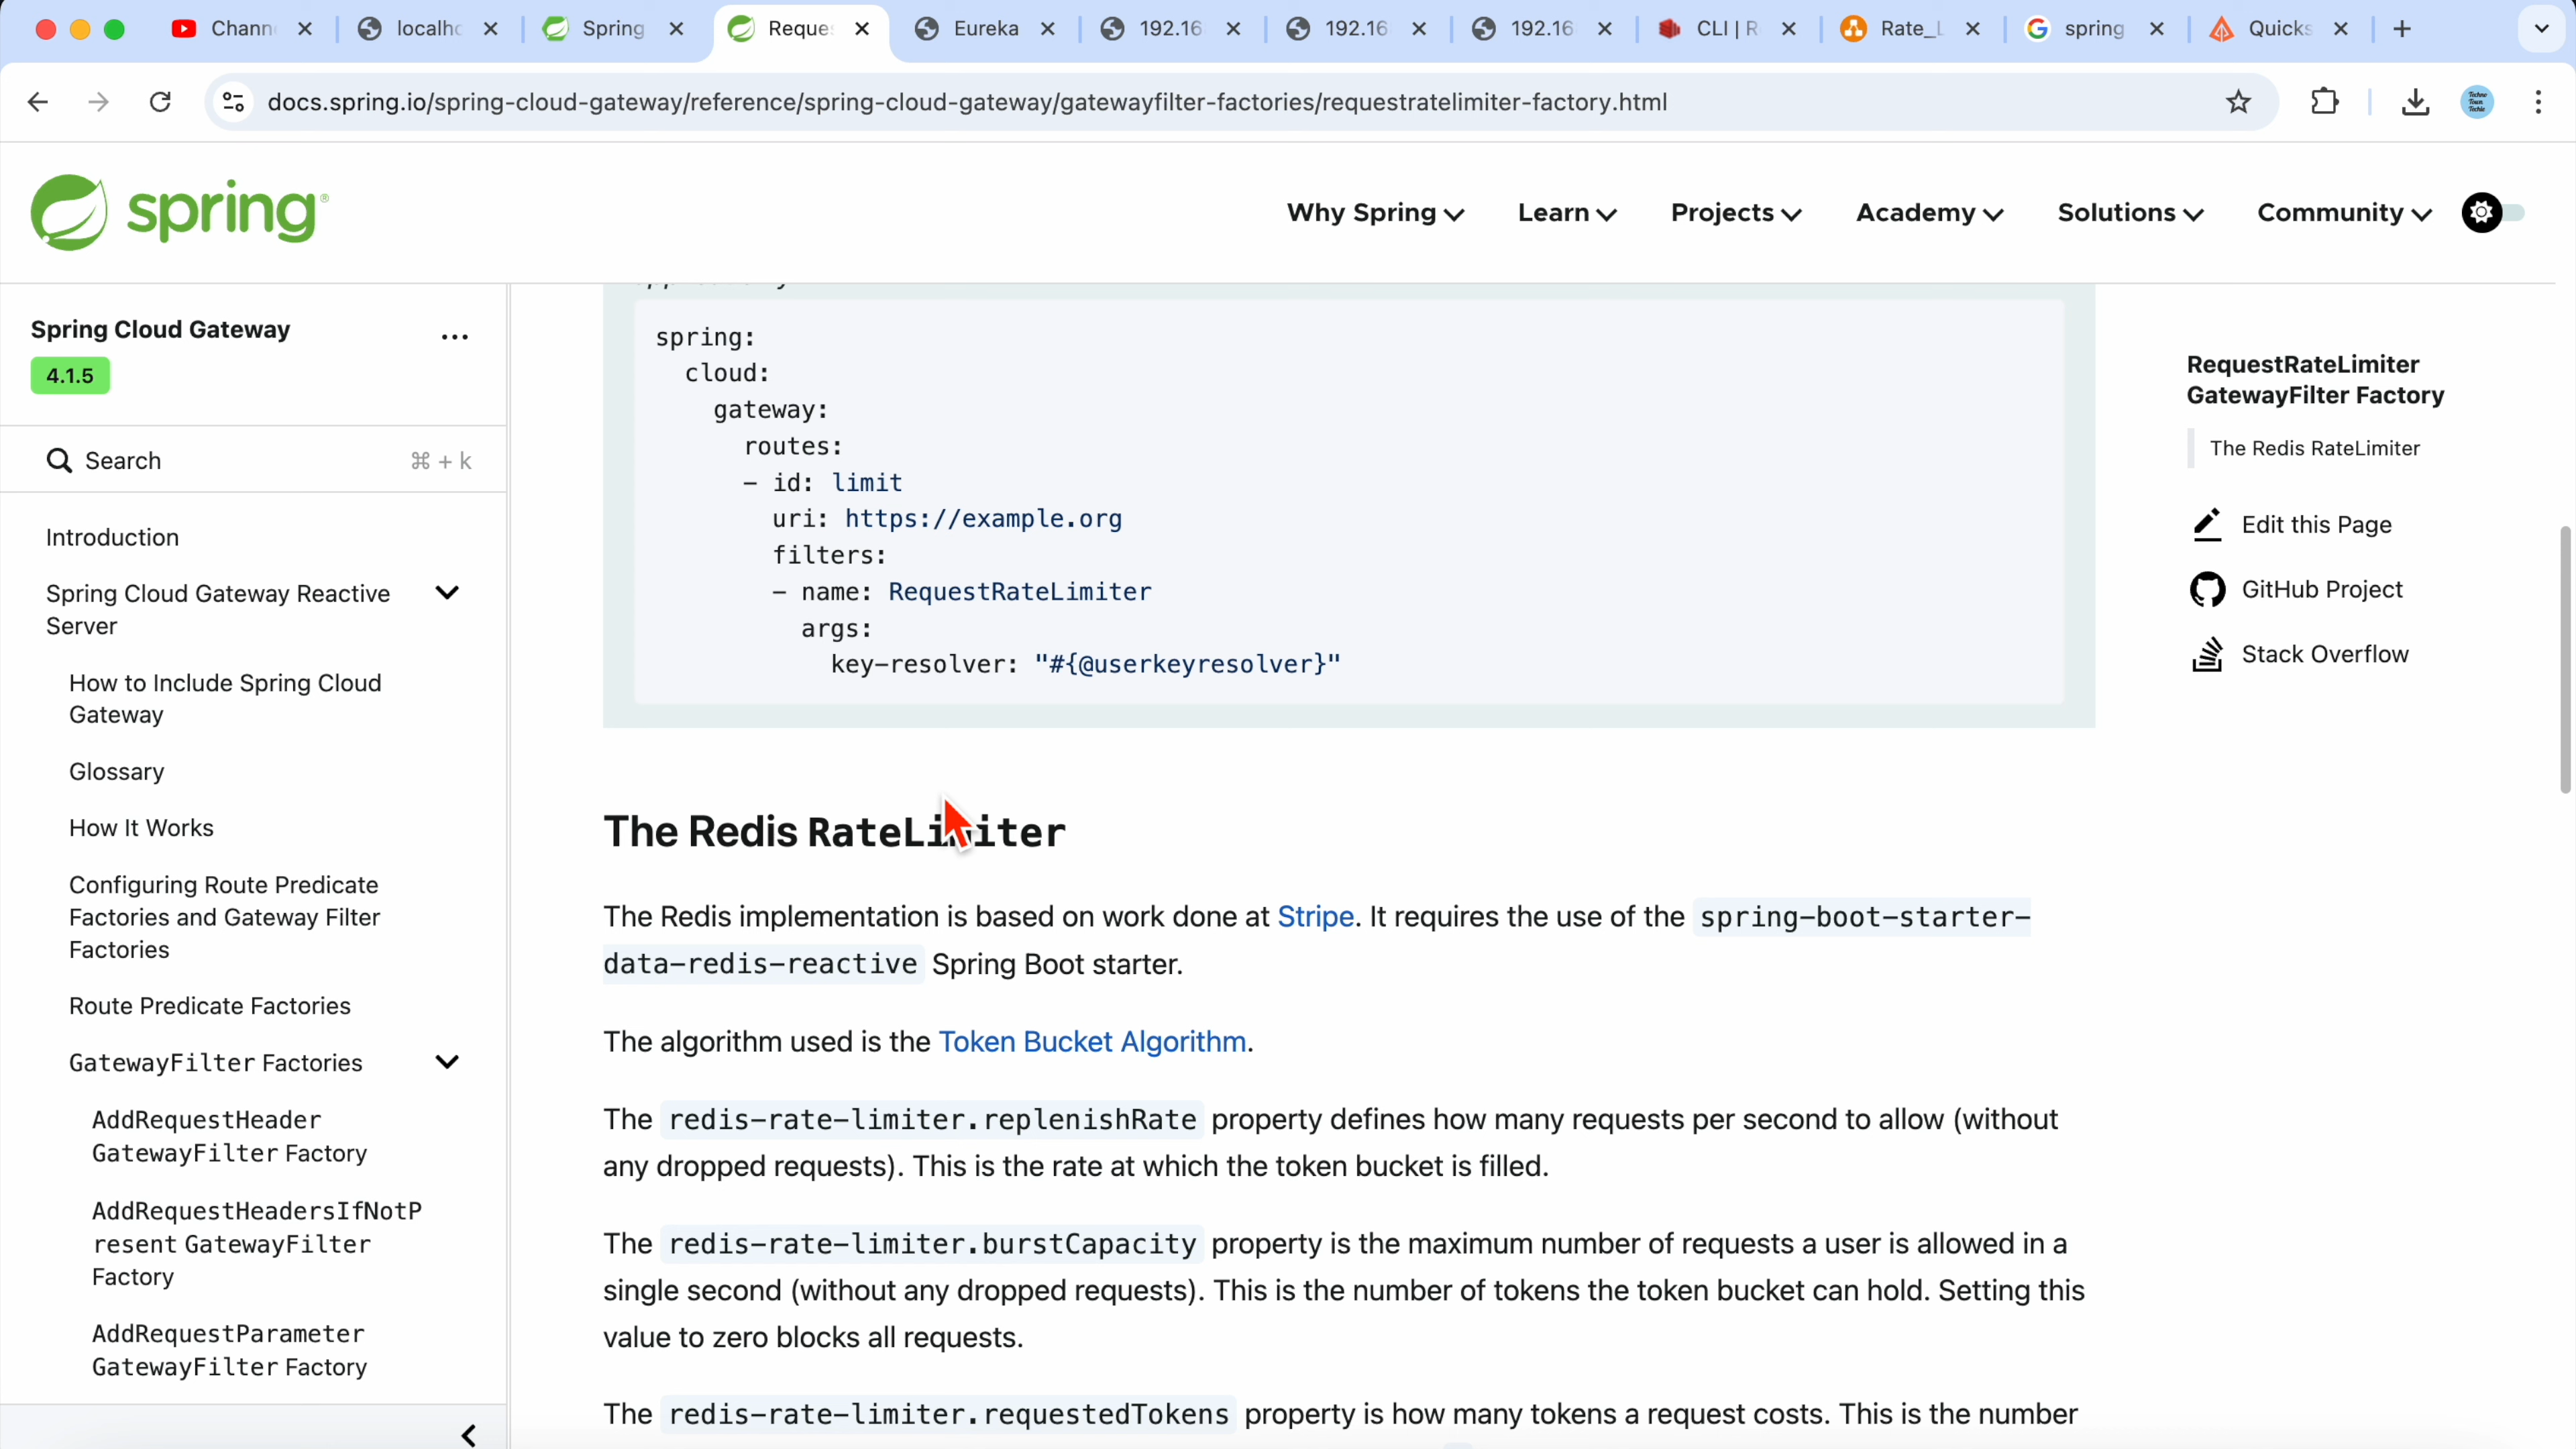 Chann
localhc
Spring
Reques
Eureka
192.16
192.16
192.16
CLI | R
Rate_L
spring
Quicks
docs.spring.io/spring-cloud-gateway/reference/spring-cloud-gateway/gatewayfilter-factories/requestratelimiter-factory.html
spring
Why Spring
Learn
Projects
Academy
Solutions
Community
Spring Cloud Gateway
...
4.1.5
Search
⌘ + k
Introduction
Spring Cloud Gateway Reactive
Server
How to Include Spring Cloud
Gateway
Glossary
How It Works
Configuring Route Predicate
Factories and Gateway Filter
Factories
Route Predicate Factories
GatewayFilter Factories
AddRequestHeader
GatewayFilter Factory
AddRequestHeadersIfNotP
resent GatewayFilter
Factory
AddRequestParameter
GatewayFilter Factory
spring:
cloud:
gateway:
routes:
- id: limit
uri: https://example.org
filters:
- name: RequestRateLimiter
args:
key-resolver: "#{@userkeyresolver}"
The Redis RateLimiter
The Redis implementation is based on work done at Stripe. It requires the use of the spring-boot-starter-
data-redis-reactive Spring Boot starter.
The algorithm used is the Token Bucket Algorithm.
The redis-rate-limiter.replenishRate property defines how many requests per second to allow (without
any dropped requests). This is the rate at which the token bucket is filled.
The redis-rate-limiter.burstCapacity property is the maximum number of requests a user is allowed in a
single second (without any dropped requests). This is the number of tokens the token bucket can hold. Setting this
value to zero blocks all requests.
The redis-rate-limiter.requestedTokens property is how many tokens a request costs. This is the number
RequestRateLimiter
GatewayFilter Factory
The Redis RateLimiter
Edit this Page
GitHub Project
Stack Overflow